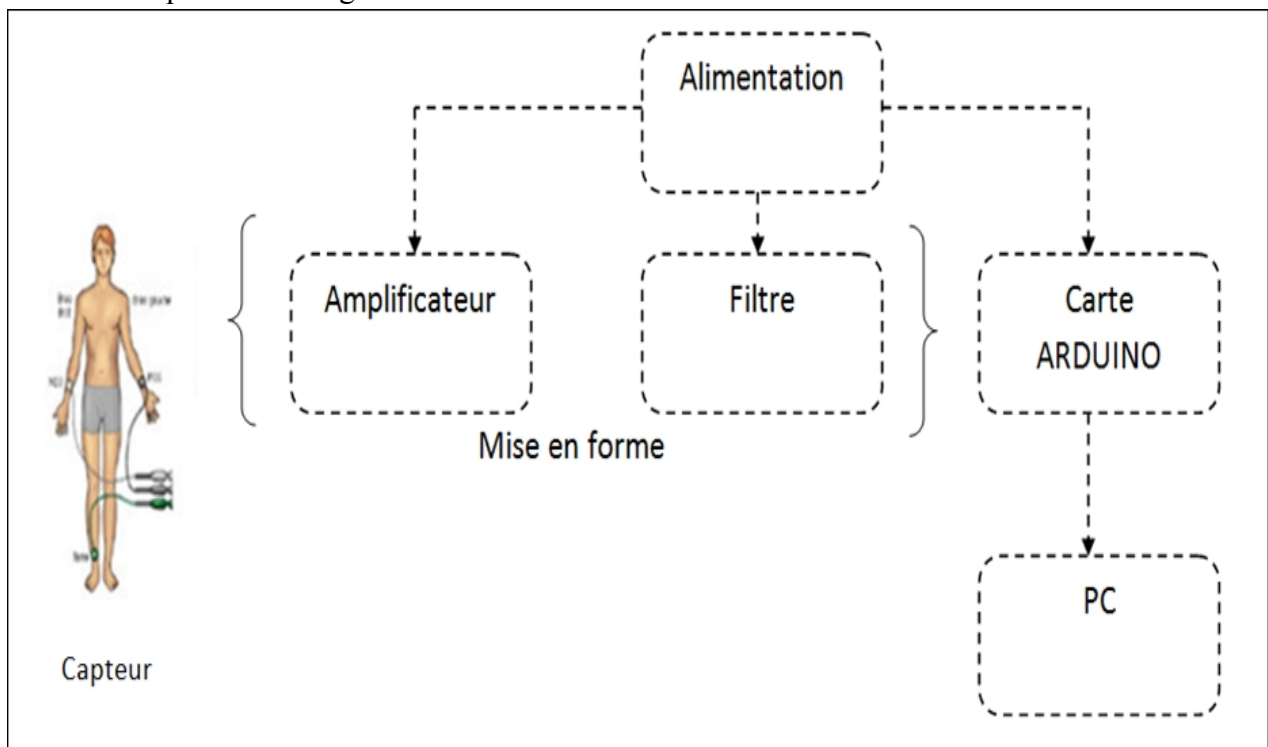 Alimentation
Amplificateur
Filtre
Carte
ARDUINO
Mise en forme
PC
Capteur